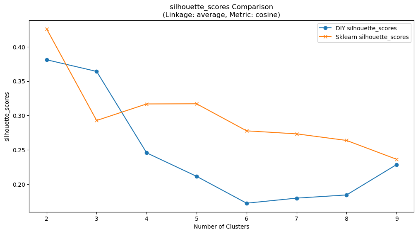 silhouette_scores Comparison
(Linkage: average, Metric: cosine)
DIY silhouette_scores
Sklearn silhouette_scores
silhouette_scores
0.40
0.35
0.30
0.25
0.20
2 3 4 5 6 7 8 9
Number of Clusters